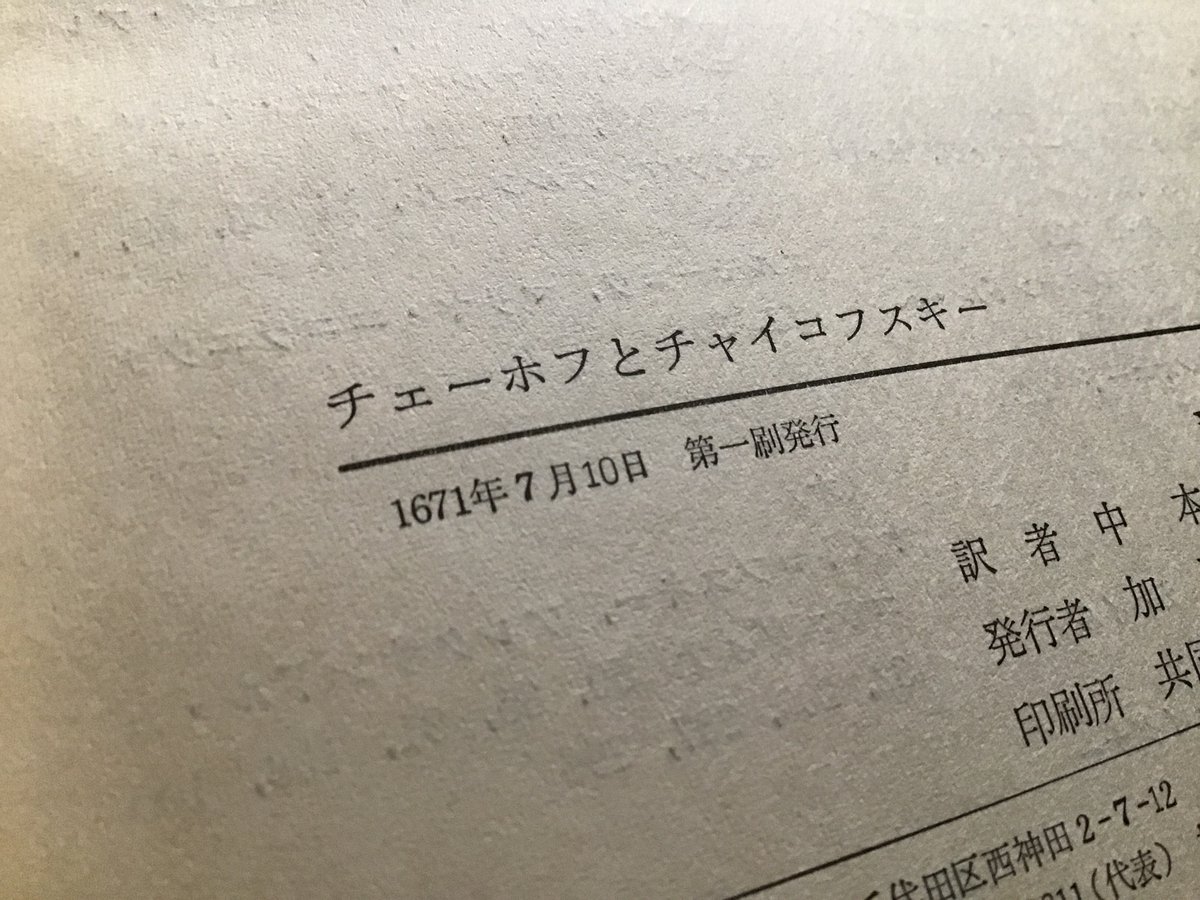 チェーホフとチャイコフスキー
1671年7月10日 第一刷発行
訳者 中本
発行者 加
印刷所 共
代田区西神田2-7-12
311(代表)